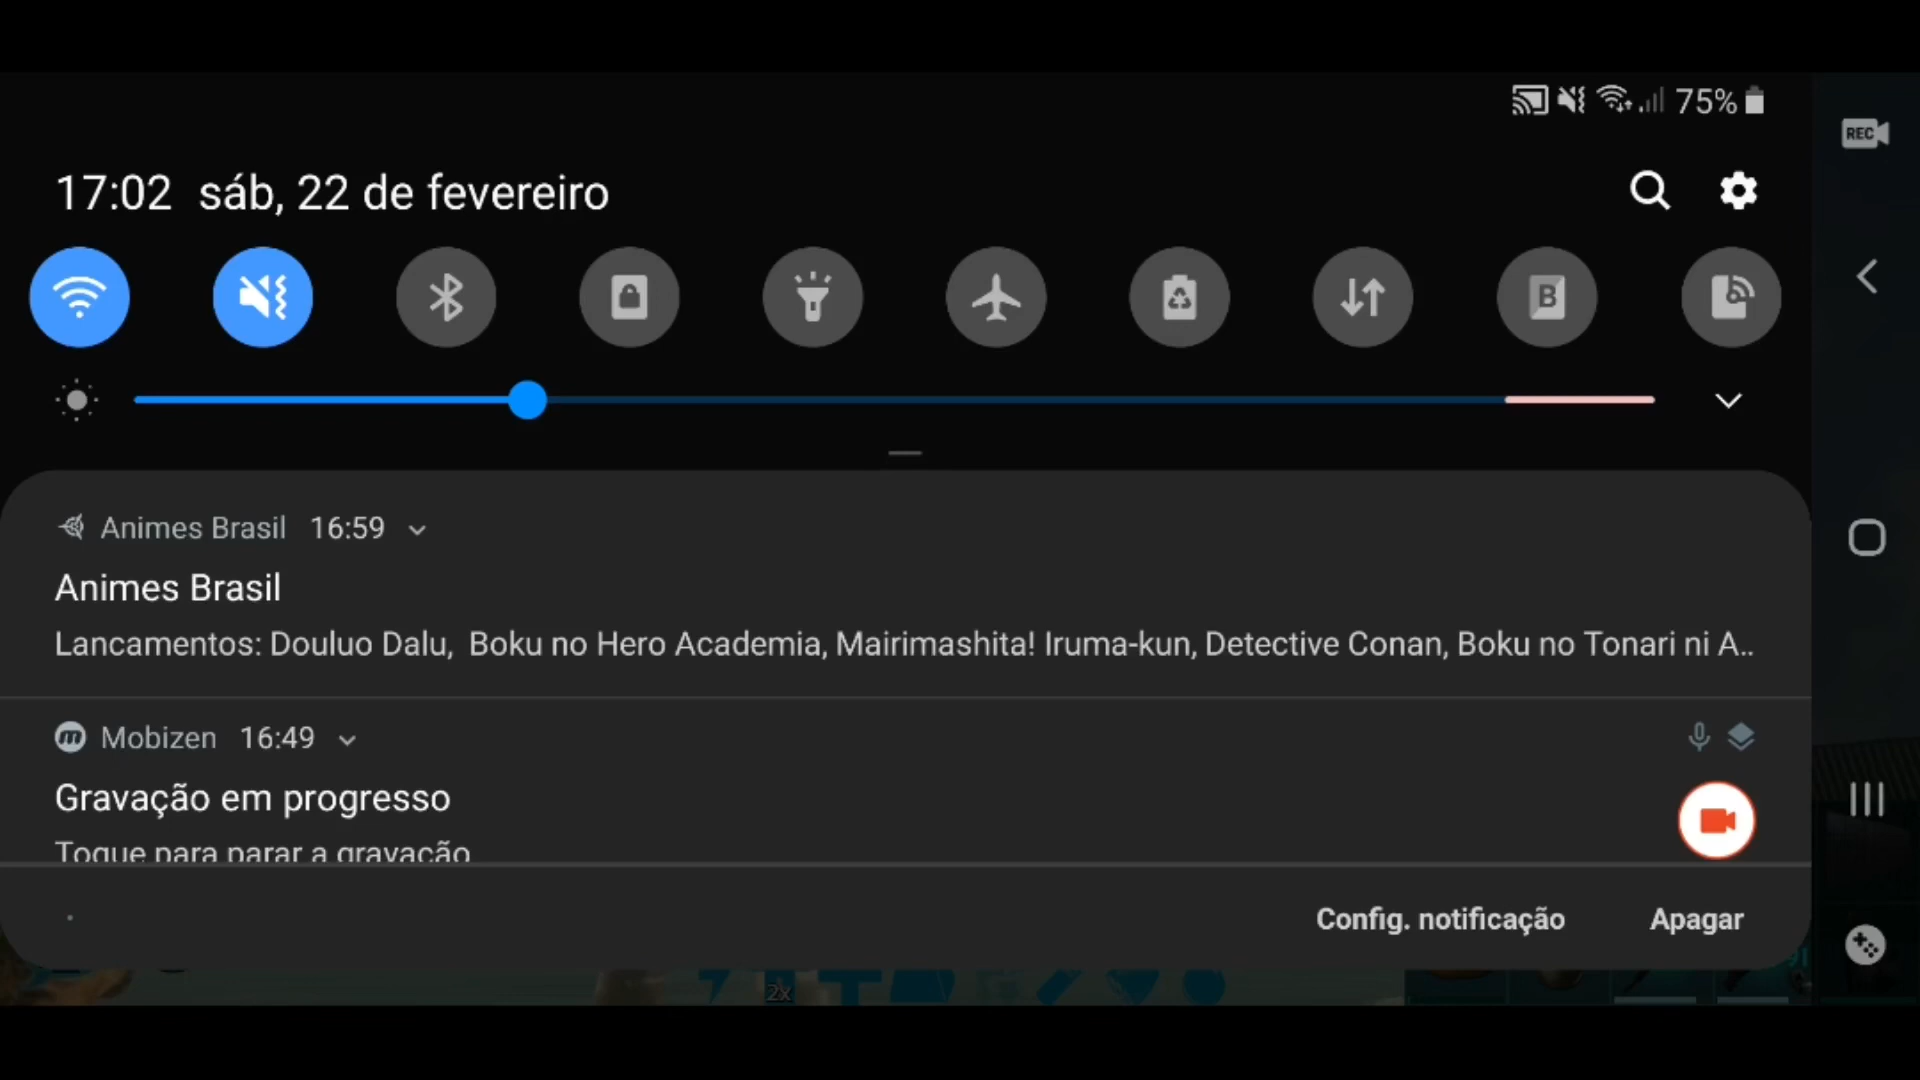 75%
REC
17:02 sáb, 22 de fevereiro
B
Animes Brasil 16:59
Animes Brasil
Lancamentos: Douluo Dalu, Boku no Hero Academia, Mairimashita! Iruma-kun, Detective Conan, Boku no Tonari ni A..
m Mobizen 16:49
Gravação em progresso
Toque para parar a gravação
Config. notificação Apagar
2x